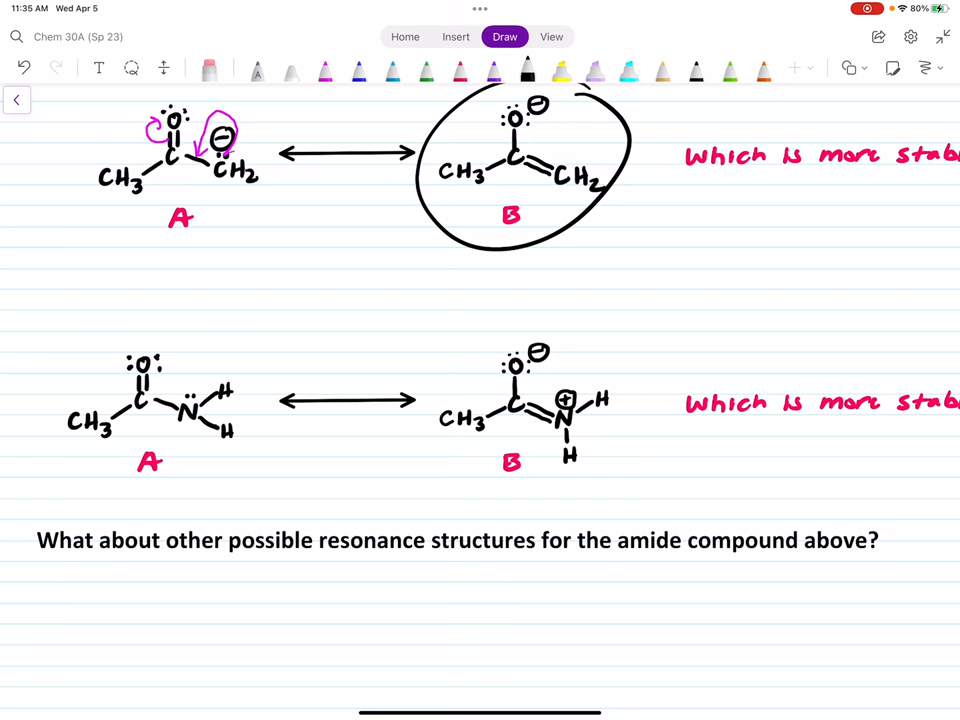 11:35 AM Wed Apr 5
80%
Chem 30A (Sp 23)
Home Insert Draw View
:O: ⊖
:O:
⊖
C
CH3
CH2
C
CH3
CH2
Which is more stab
A
B
:O: ⊖
:O:
C
CH3
N
H
H
C
CH3
⊕
N
H
H
Which is more stab
A
B
What about other possible resonance structures for the amide compound above?